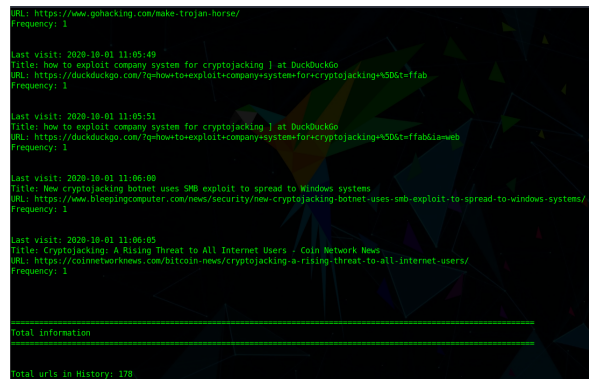 URL: https://www.gohacking.com/make-trojan-horse/
Frequency: 1
Last visit: 2020-10-01 11:05:49
Title: how to exploit company system for cryptojacking ] at DuckDuckGo
URL: https://duckduckgo.com/?q=how+to+exploit+company+system+for+cryptojacking+%5D&t=ffab
Frequency: 1
Last visit: 2020-10-01 11:05:51
Title: how to exploit company system for cryptojacking ] at DuckDuckGo
URL: https://duckduckgo.com/?q=how+to+exploit+company+system+for+cryptojacking+%5D&t=ffab&ia=web
Frequency: 1
Last visit: 2020-10-01 11:06:00
Title: New cryptojacking botnet uses SMB exploit to spread to Windows systems
URL: https://www.bleepingcomputer.com/news/security/new-cryptojacking-botnet-uses-smb-exploit-to-spread-to-windows-systems/
Frequency: 1
Last visit: 2020-10-01 11:06:05
Title: Cryptojacking: A Rising Threat to All Internet Users - Coin Network News
URL: https://coinnetworknews.com/bitcoin-news/cryptojacking-a-rising-threat-to-all-internet-users/
Frequency: 1
================================================================================================================
Total information
================================================================================================================
Total urls in History: 178